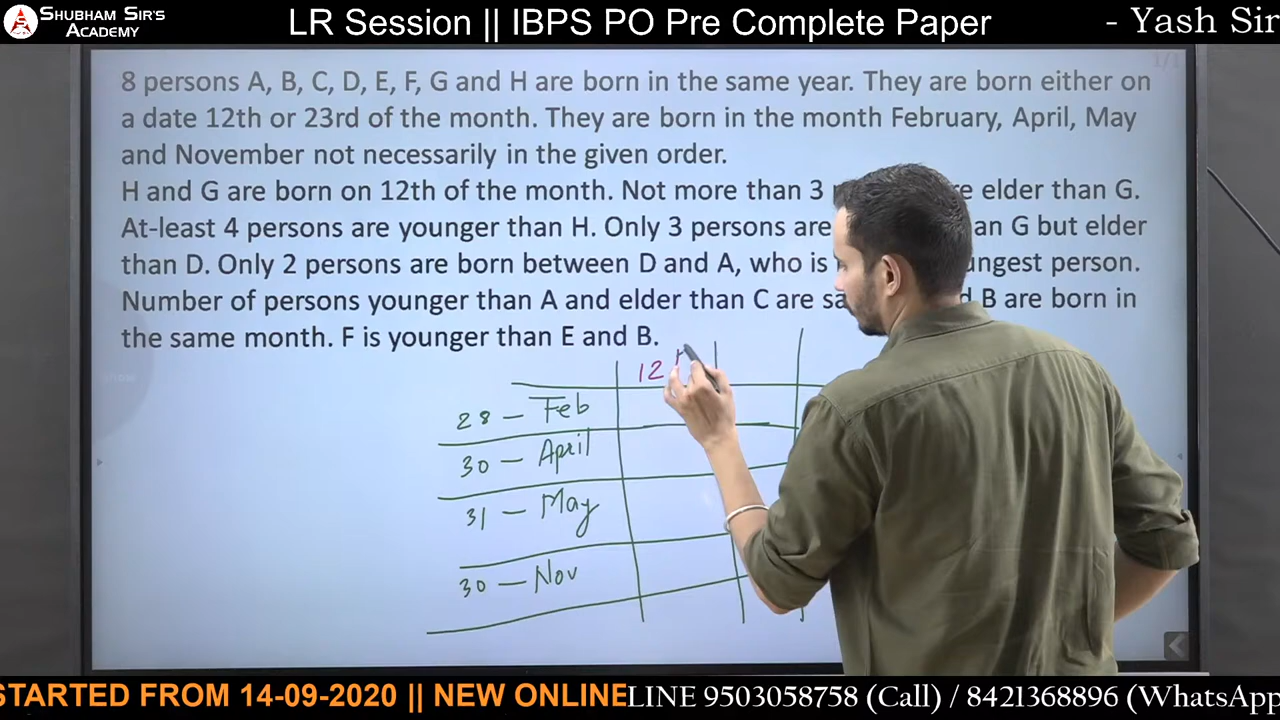 SHUBHAM SIR'S
ACADEMY
LR Session || IBPS PO Pre Complete Paper
- Yash Sir
1/1
8 persons A, B, C, D, E, F, G and H are born in the same year. They are born either on
a date 12th or 23rd of the month. They are born in the month February, April, May
and November not necessarily in the given order.
H and G are born on 12th of the month. Not more than 3 elder than G.
At-least 4 persons are younger than H. Only 3 persons are G but elder
than D. Only 2 persons are born between D and A, who is person.
Number of persons younger than A and elder than C are B are born in
the same month. F is younger than E and B.
12
28 - Feb
30 - April
31 - May
30 - Nov
STARTED FROM 14-09-2020 || NEW ONLINE
LINE 9503058758 (Call) / 8421368896 (WhatsApp